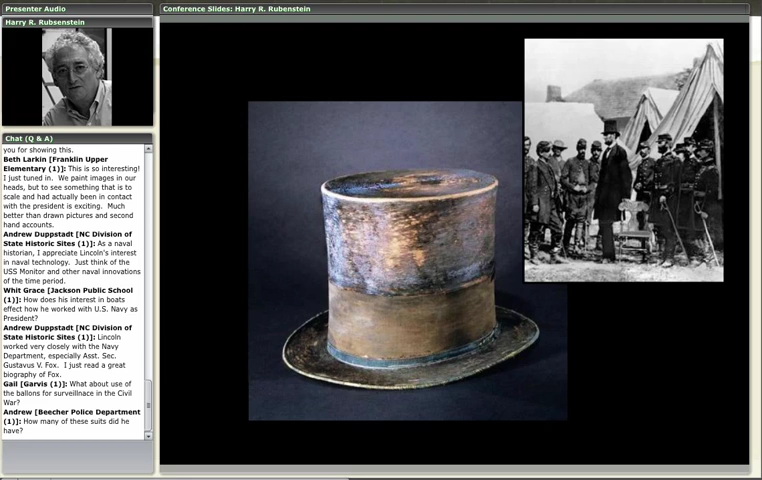 Presenter Audio
Harry R. Rubsenstein
Chat (Q & A)
you for showing this.
Beth Larkin [Franklin Upper
Elementary (1)]: This is so interesting!
I just tuned in.  We paint images in our
heads, but to see something that is to
scale and had actually been in contact
with the president is exciting.  Much
better than drawn pictures and second
hand accounts.
Andrew Duppstadt [NC Division of
State Historic Sites (1)]: As a naval
historian, I appreciate Lincoln's interest
in naval technology.  Just think of the
USS Monitor and other naval innovations
of the time period.
Whit Grace [Jackson Public School
(1)]: How does his interest in boats
effect how he worked with U.S. Navy as
President?
Andrew Duppstadt [NC Division of
State Historic Sites (1)]: Lincoln
worked very closely with the Navy
Department, especially Asst. Sec.
Gustavus V. Fox.  I just read a great
biography of Fox.
Gail [Garvis (1)]: What about use of
the ballons for surveillnace in the Civil
War?
Andrew [Beecher Police Department
(1)]: How many of these suits did he
have?
Conference Slides: Harry R. Rubenstein